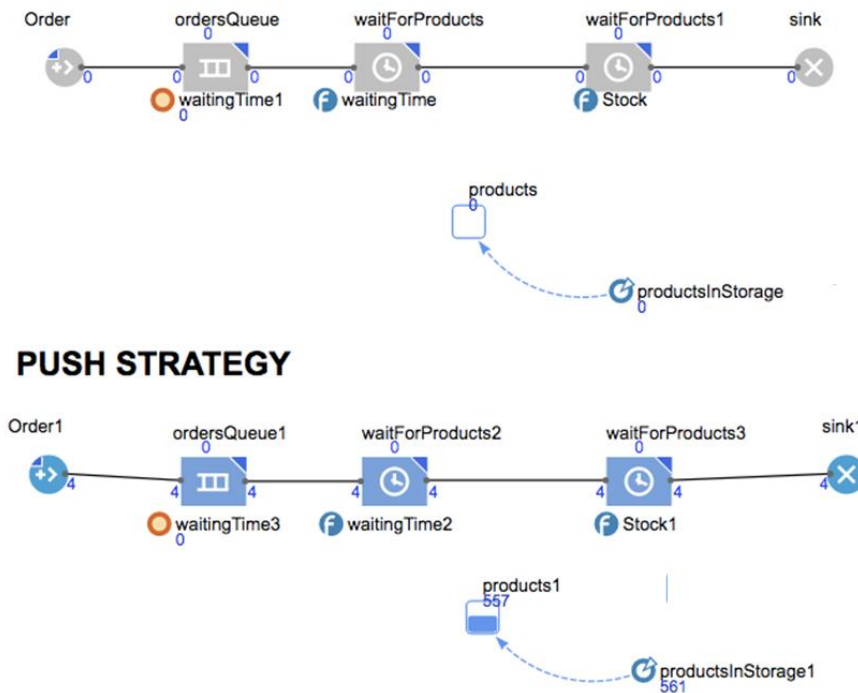 Order ordersQueue waitForProducts waitForProducts1 sink
0 0 0
0 0 0 0 0 0 0 0
waitingTime1 F waitingTime F Stock
0
products
0
productsInStorage
0
PUSH STRATEGY
Order1 ordersQueue1 waitForProducts2 waitForProducts3 sink1
0 0 0
4 4 4 4 4 4 4 4
waitingTime3 F waitingTime2 F Stock1
0
products1
557
productsInStorage1
561